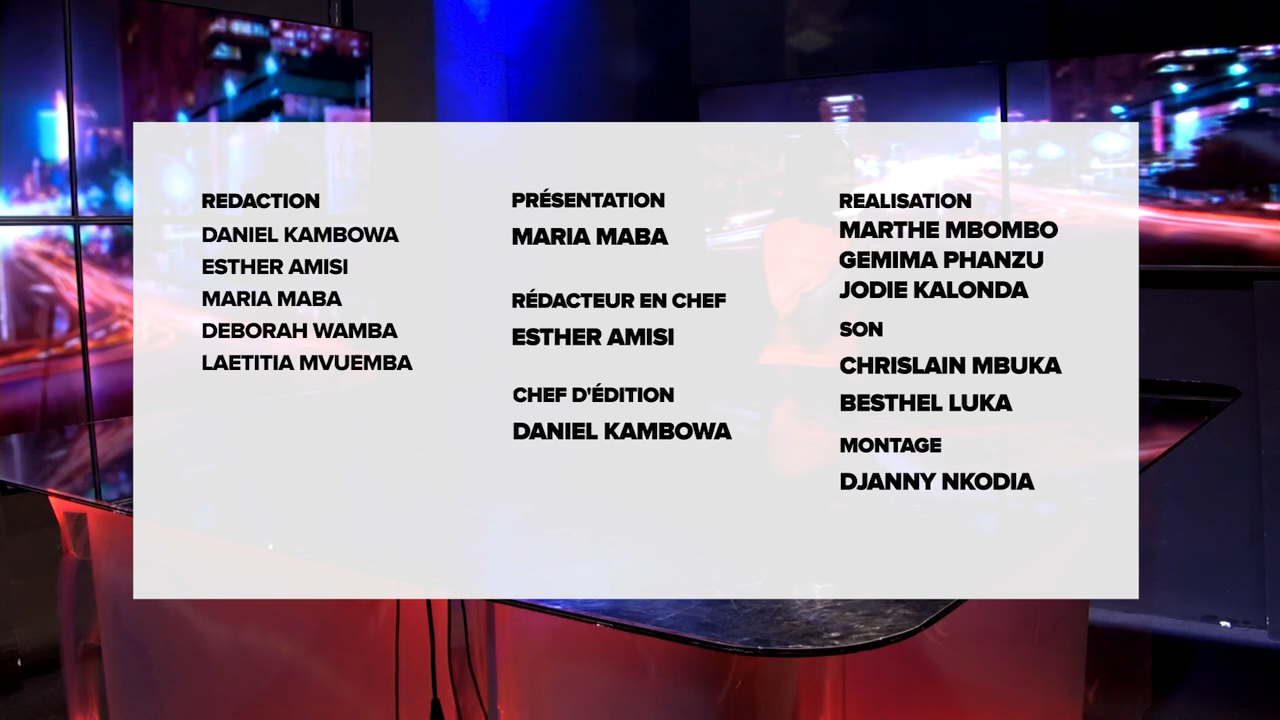 REDACTION
DANIEL KAMBOWA
ESTHER AMISI
MARIA MABA
DEBORAH WAMBA
LAETITIA MVUEMBA
PRÉSENTATION
MARIA MABA
RÉDACTEUR EN CHEF
ESTHER AMISI
CHEF D'ÉDITION
DANIEL KAMBOWA
REALISATION
MARTHE MBOMBO
GEMIMA PHANZU
JODIE KALONDA
SON
CHRISLAIN MBUKA
BESTHEL LUKA
MONTAGE
DJANNY NKODIA